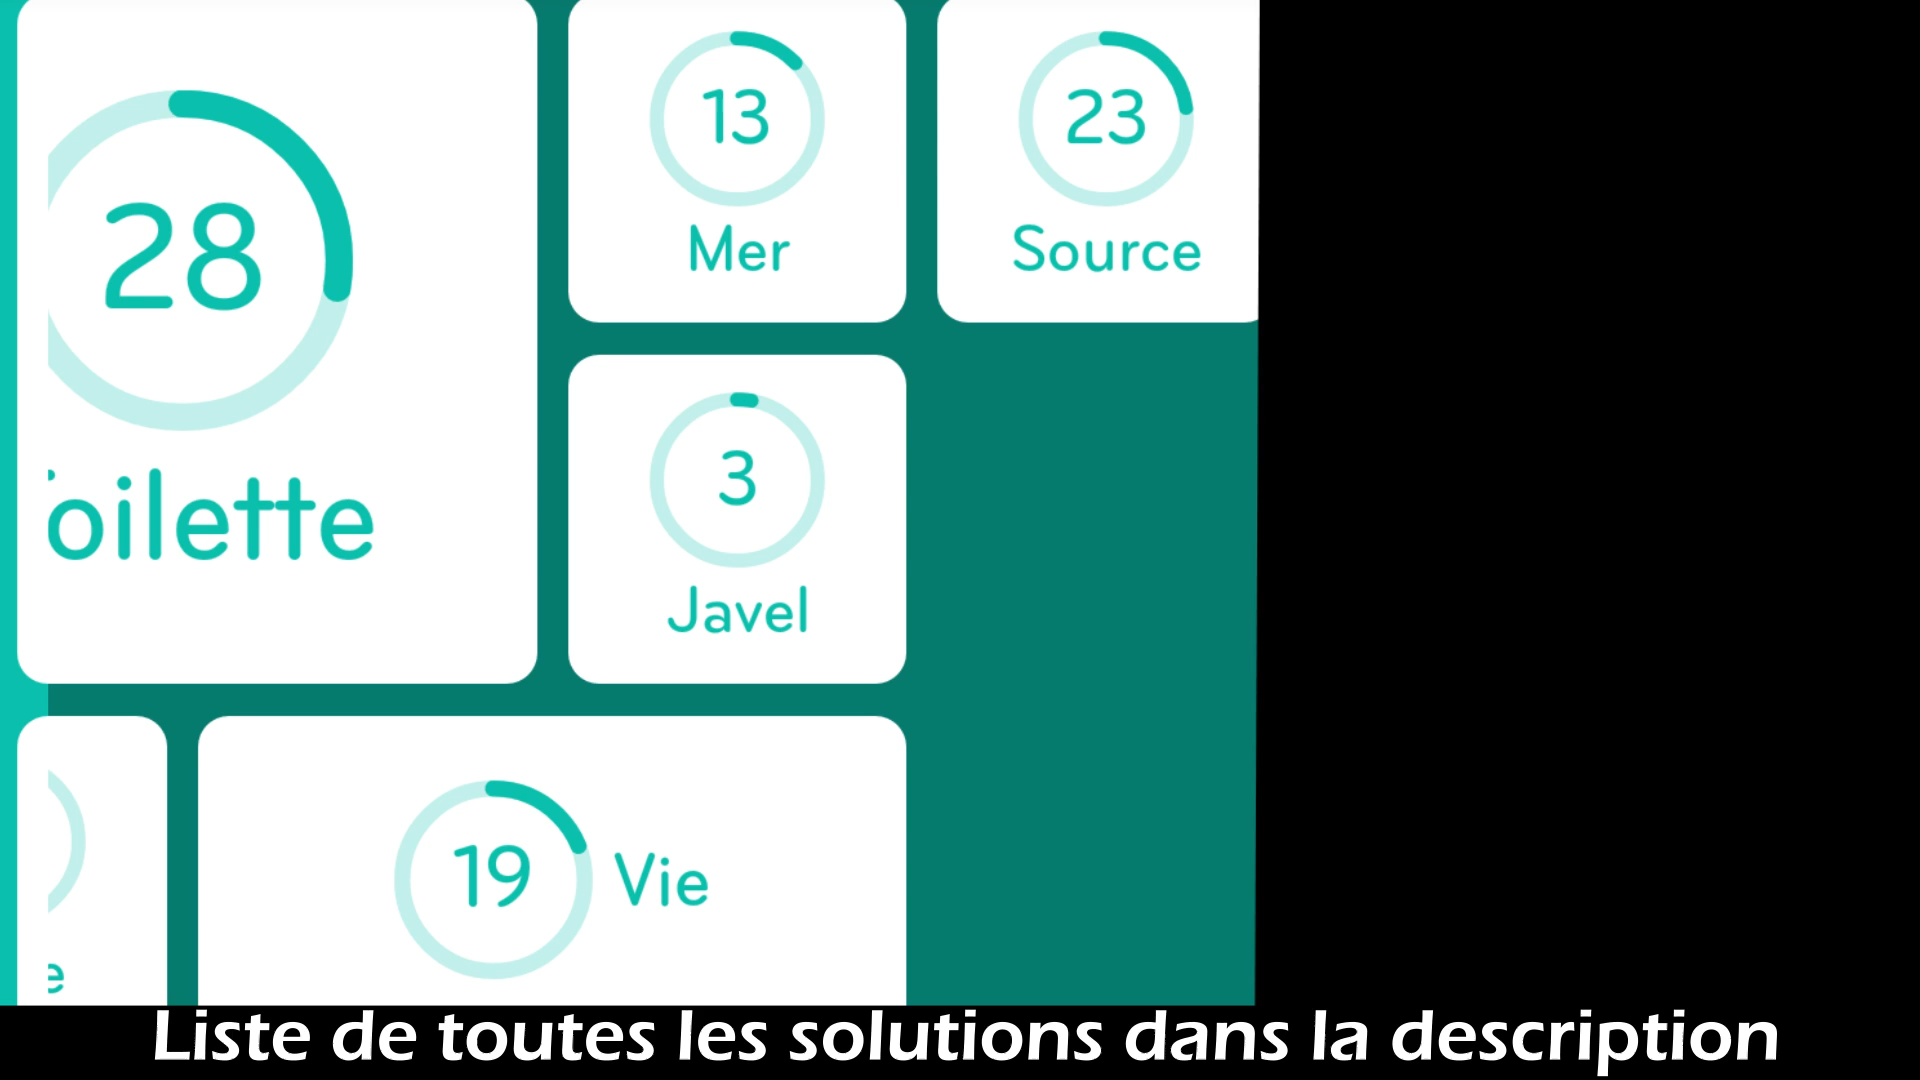 28
oilette
13
Mer
23
Source
3
Javel
e
19
Vie
Liste de toutes les solutions dans la description